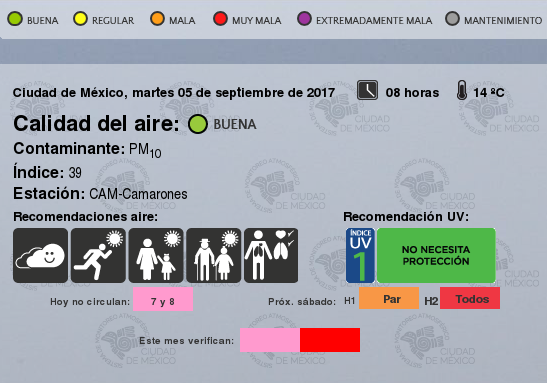 BUENA REGULAR MALA MUY MALA EXTREMADAMENTE MALA MANTENIMIENTO
Ciudad de México, martes 05 de septiembre de 2017 08 horas 14 ºC
Calidad del aire: BUENA
Contaminante: PM10
Índice: 39
Estación: CAM-Camarones
Recomendaciones aire:
Recomendación UV:
ÍNDICE
UV
1
NO NECESITA
PROTECCIÓN
Hoy no circulan: 7 y 8 Próx. sábado: H1 Par H2 Todos
Este mes verifican: